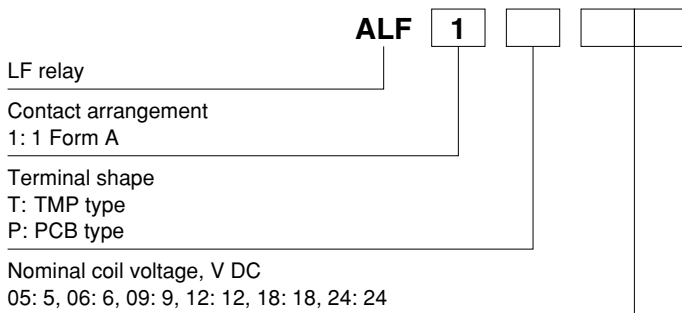 ALF 1
LF relay
Contact arrangement
1: 1 Form A
Terminal shape
T: TMP type
P: PCB type
Nominal coil voltage, V DC
05: 5, 06: 6, 09: 9, 12: 12, 18: 18, 24: 24